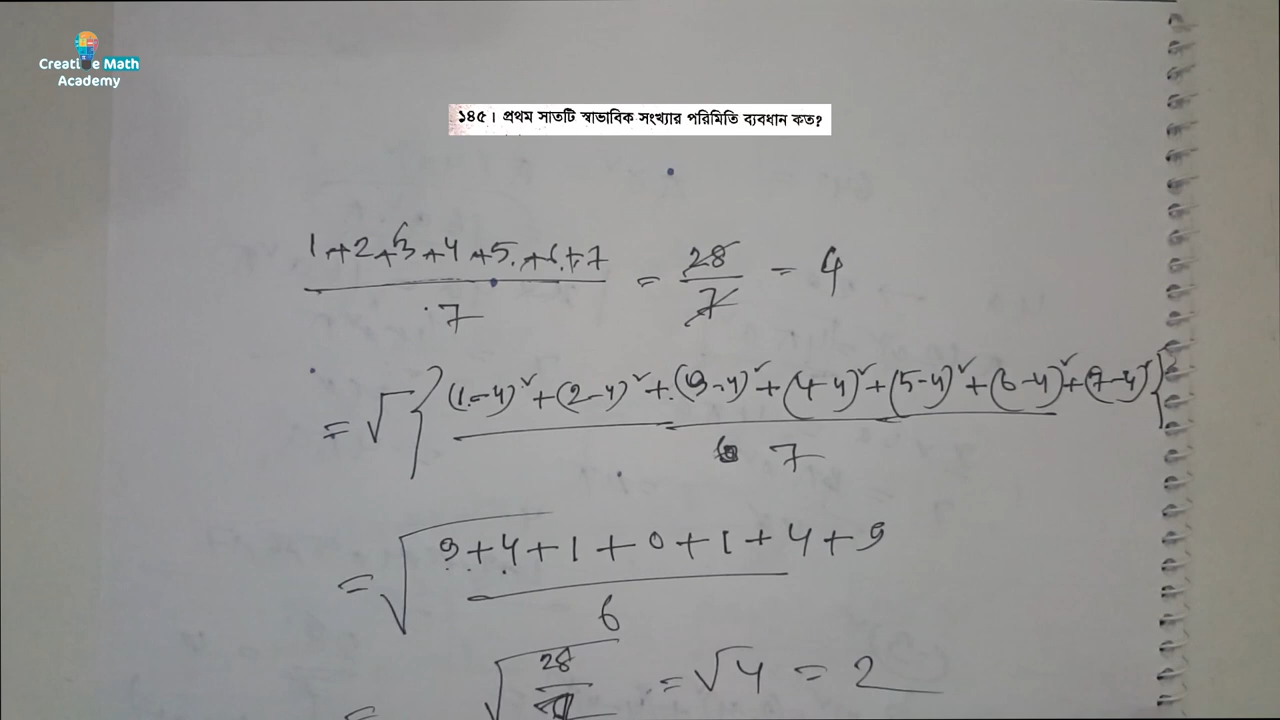 Creative Math
Academy
১৪৫। প্রথম সাতটি স্বাভাবিক সংখ্যার পরিমিতি ব্যবধান কত?
1+2+3+4+5+6+7 / 7 = 28/7 = 4
= √{(1-4)² + (2-4)² + (3-4)² + (4-4)² + (5-4)² + (6-4)² + (7-4)² / 7}
= √(9+4+1+0+1+4+9 / 6)
= √(28/) = √4 = 2